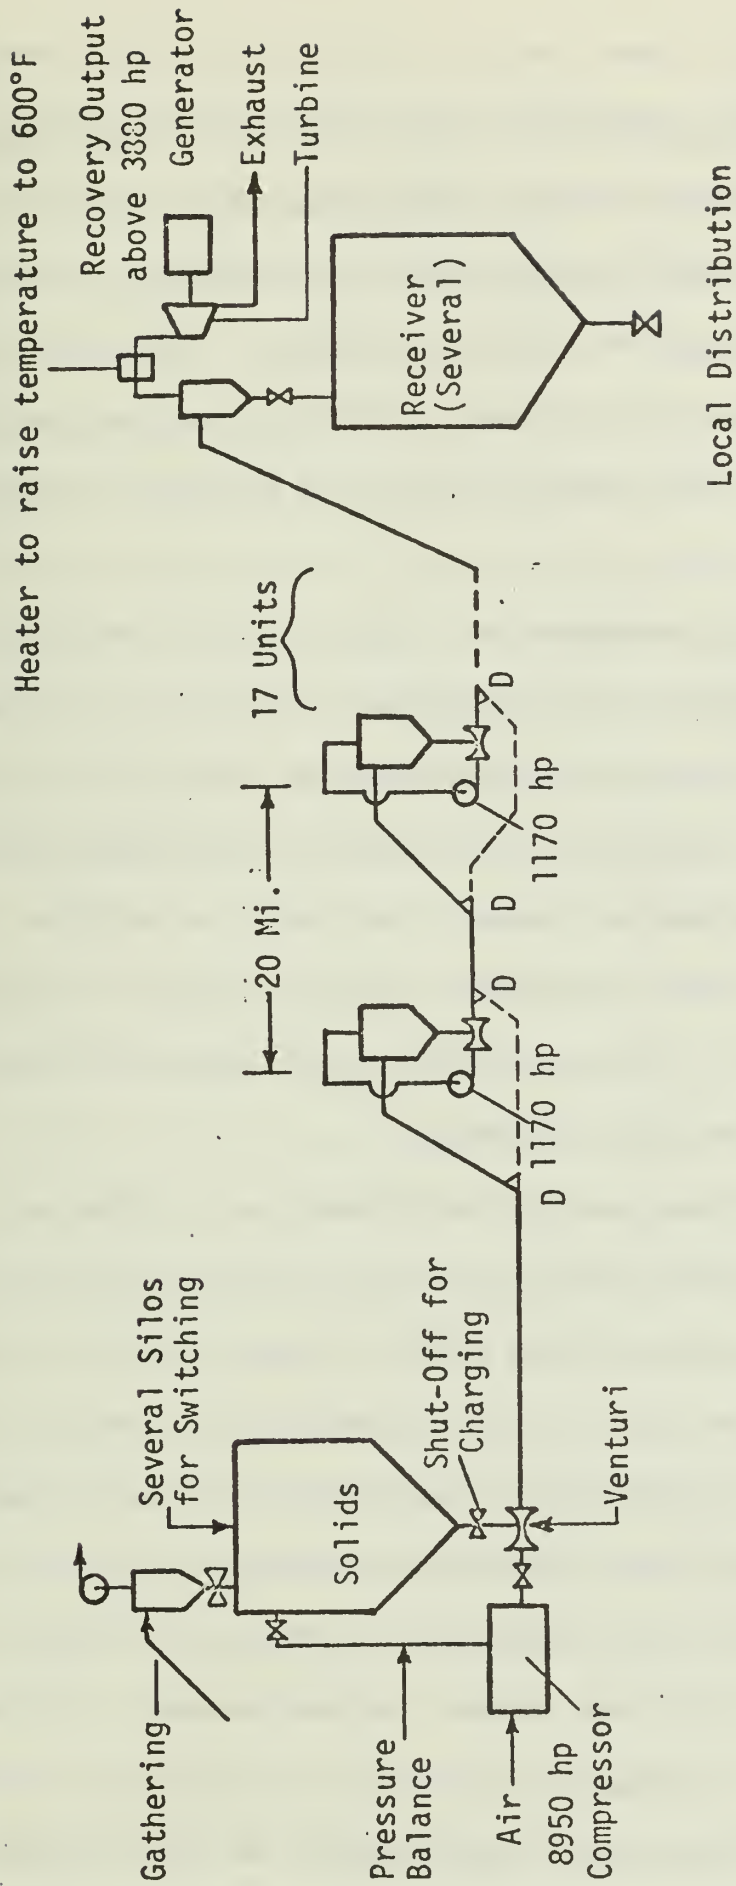 Heater to raise temperature to 600°F
Recovery Output
above 3880 hp
Generator
Exhaust
Turbine
Receiver
(Several)
Local Distribution
17 Units
20 Mi.
D
1170 hp
D
D
1170 hp
D
Several Silos
for Switching
Solids
Shut-Off for
Charging
Venturi
Gathering
Pressure
Balance
Air
8950 hp
Compressor